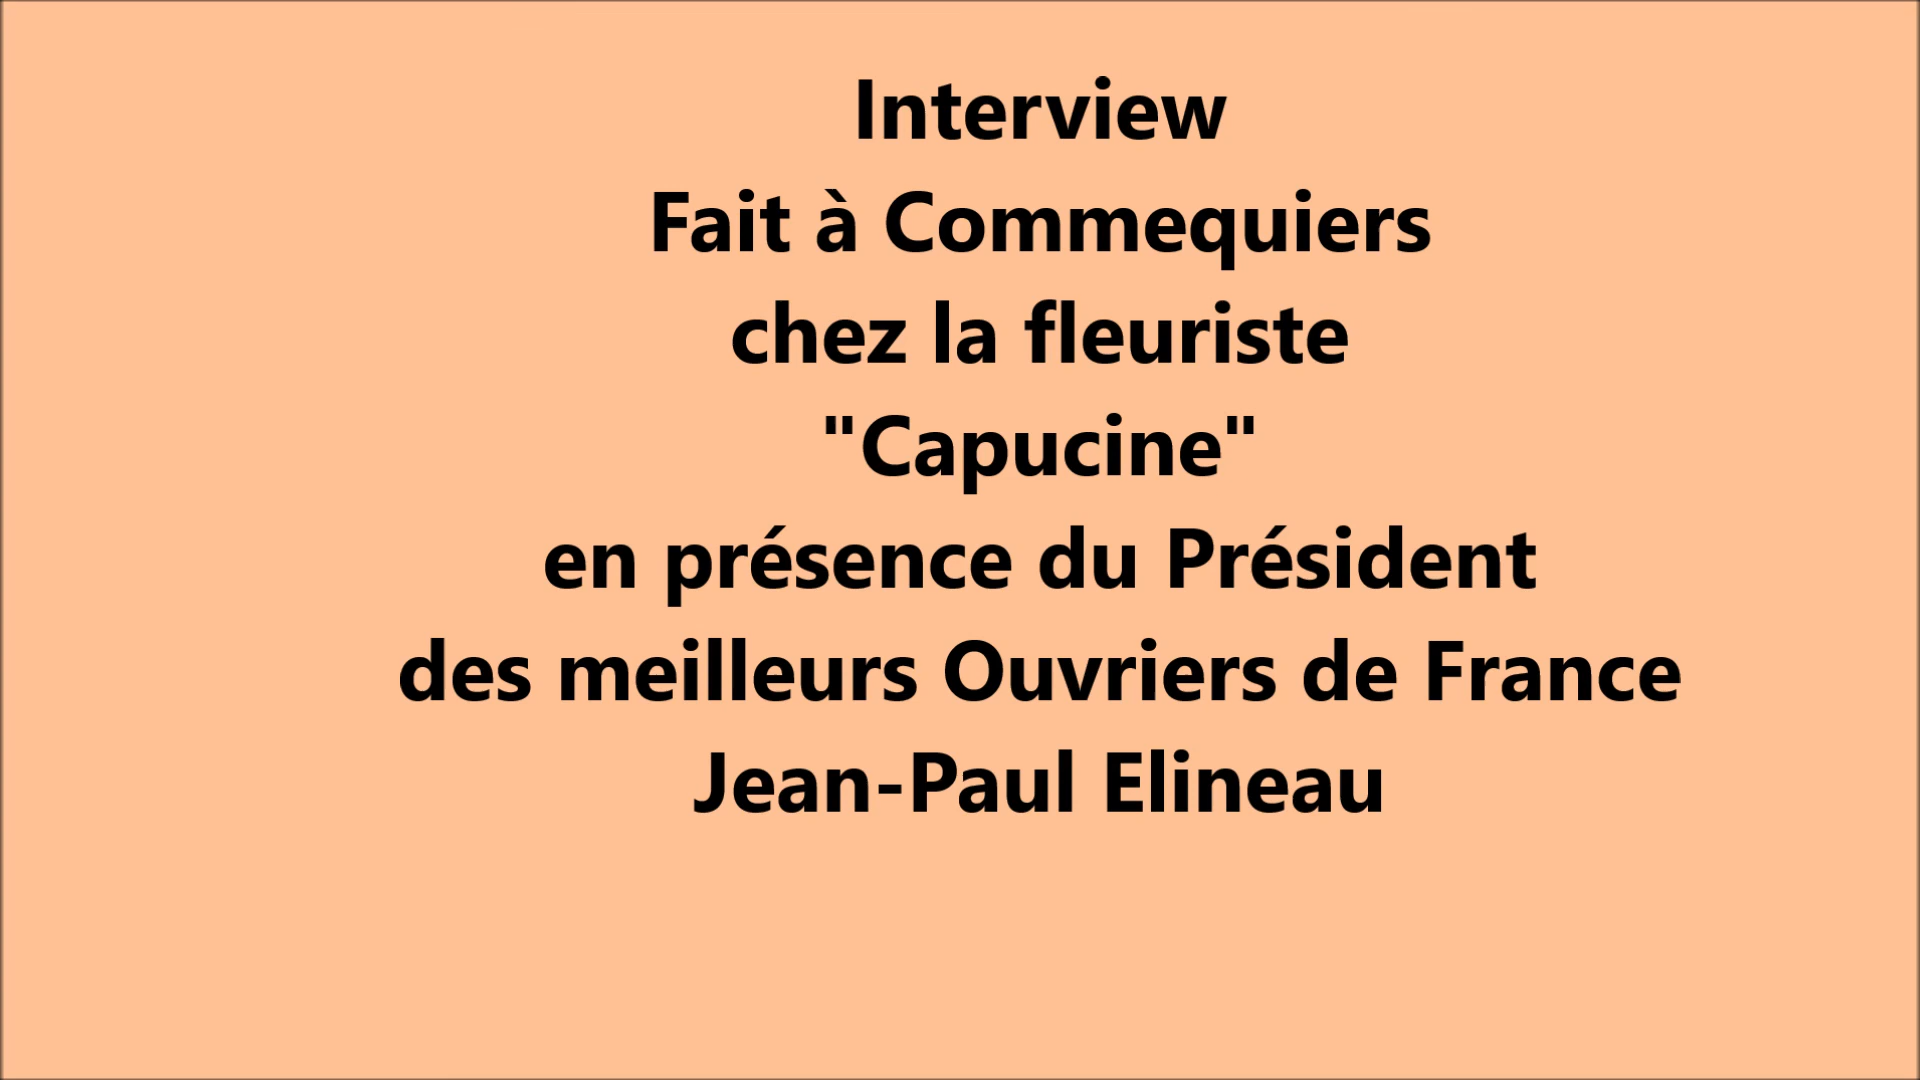 Interview
Fait à Commequiers
chez la fleuriste
"Capucine"
en présence du Président
des meilleurs Ouvriers de France
Jean-Paul Elineau